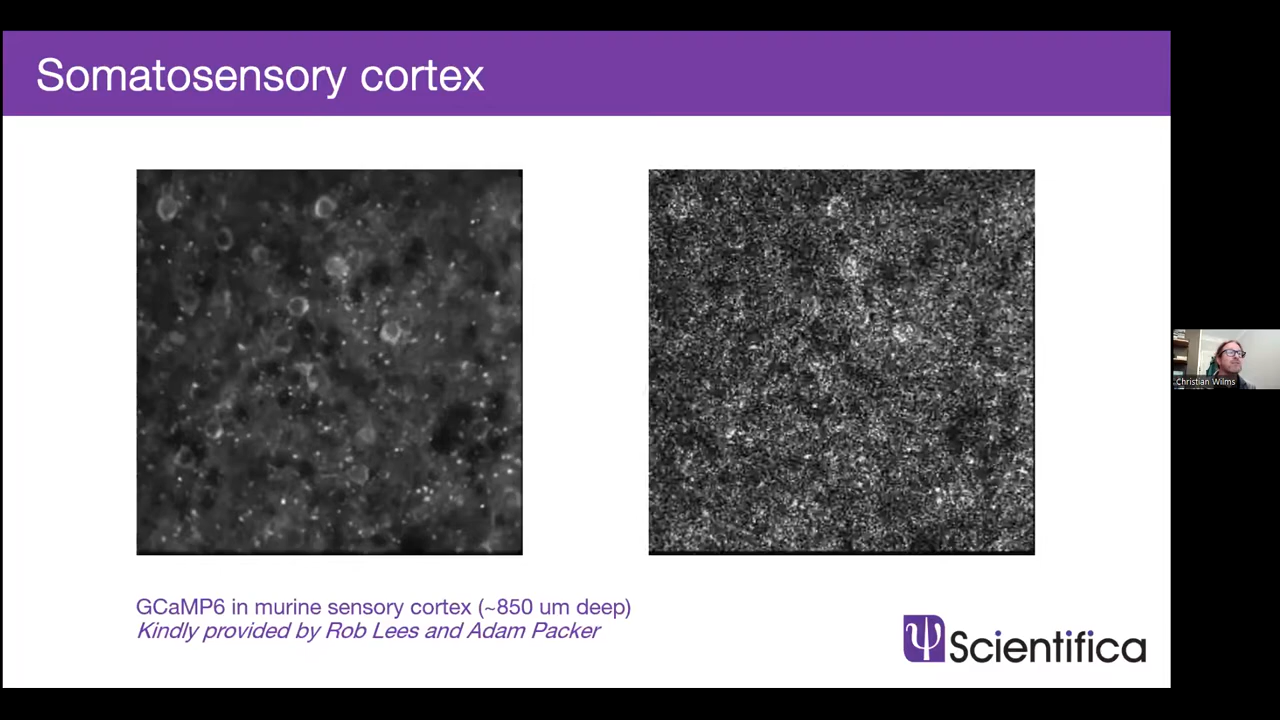 Somatosensory cortex
GCaMP6 in murine sensory cortex (~850 um deep)
Kindly provided by Rob Lees and Adam Packer
Scientifica
Christian Wilms